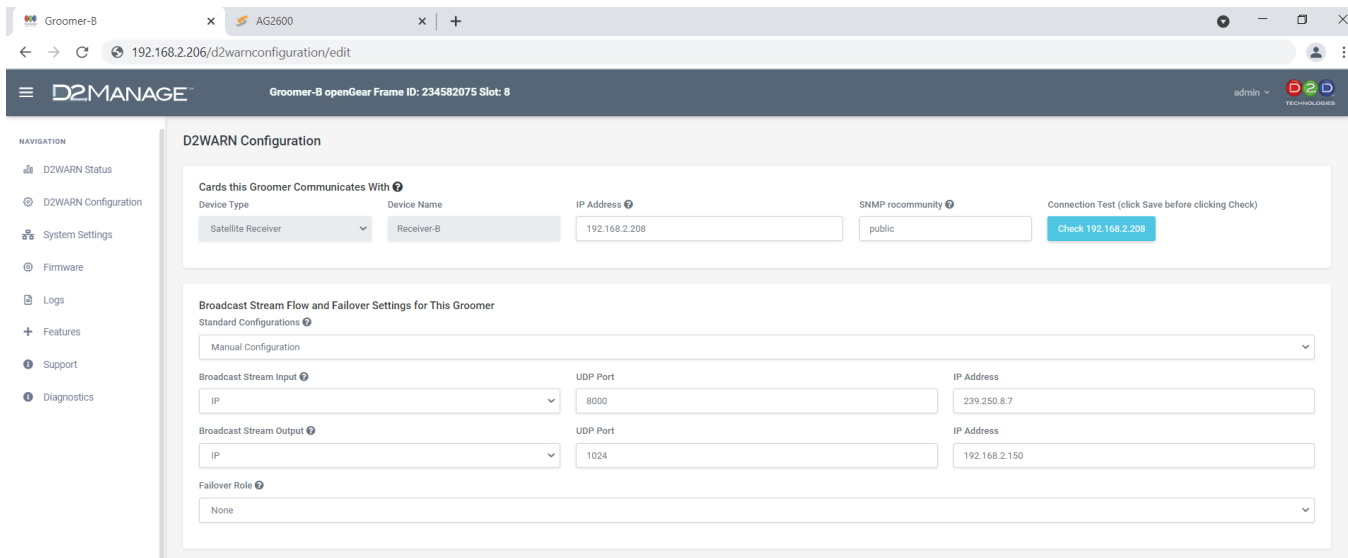 Groomer-B
AG2600
192.168.2.206/d2warnconfiguration/edit
D2MANAGE™ Groomer-B openGear Frame ID: 234582075 Slot: 8 admin D2D TECHNOLOGIES
NAVIGATION
D2WARN Status
D2WARN Configuration
System Settings
Firmware
Logs
Features
Support
Diagnostics
D2WARN Configuration
Cards this Groomer Communicates With
Device Type Device Name IP Address SNMP rocommunity Connection Test (click Save before clicking Check)
Satellite Receiver Receiver-B 192.168.2.208 public Check 192.168.2.208
Broadcast Stream Flow and Failover Settings for This Groomer
Standard Configurations
Manual Configuration
Broadcast Stream Input UDP Port IP Address
IP 8000 239.250.8.7
Broadcast Stream Output UDP Port IP Address
IP 1024 192.168.2.150
Failover Role
None